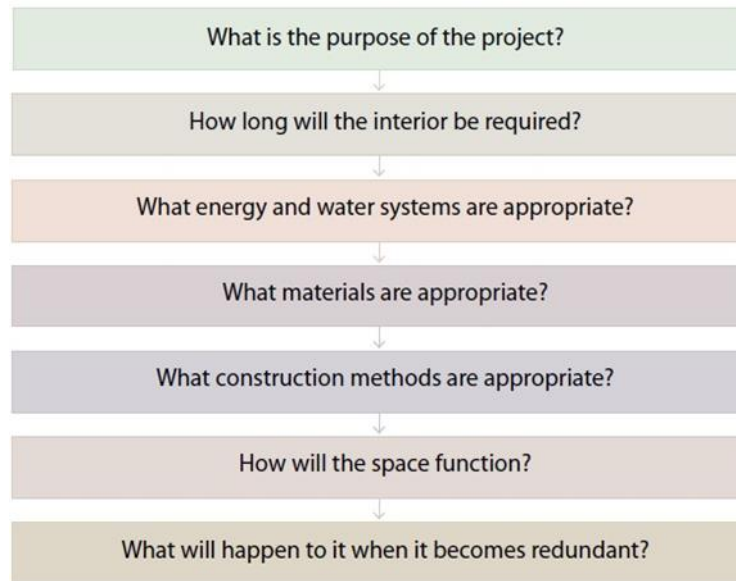 What is the purpose of the project?
How long will the interior be required?
What energy and water systems are appropriate?
What materials are appropriate?
What construction methods are appropriate?
How will the space function?
What will happen to it when it becomes redundant?